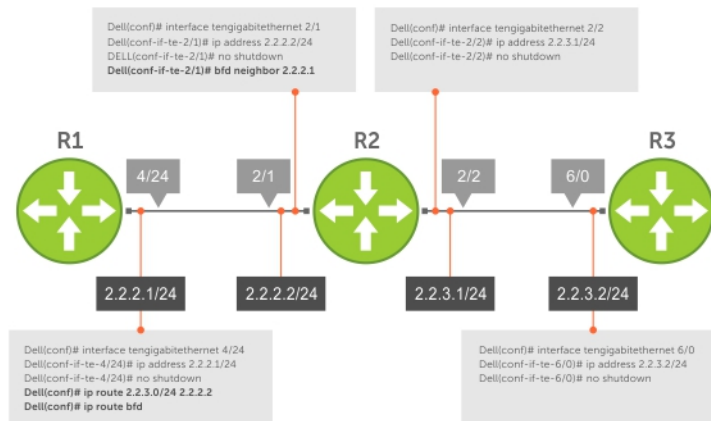 Dell(conf)# interface tengigabitethernet 2/1
Dell(conf-if-te-2/1)# ip address 2.2.2.2/24
DELL(conf-if-te-2/1)# no shutdown
Dell(conf-if-te-2/1)# bfd neighbor 2.2.2.1
Dell(conf)# interface tengigabitethernet 2/2
Dell(conf-if-te-2/2)# ip address 2.2.3.1/24
Dell(conf-if-te-2/2)# no shutdown
R1
R2
R3
4/24
2/1
2/2
6/0
2.2.2.1/24
2.2.2.2/24
2.2.3.1/24
2.2.3.2/24
Dell(conf)# interface tengigabitethernet 4/24
Dell(conf-if-te-4/24)# ip address 2.2.2.1/24
Dell(conf-if-te-4/24)# no shutdown
Dell(conf)# ip route 2.2.3.0/24 2.2.2.2
Dell(conf)# ip route bfd
Dell(conf)# interface tengigabitethernet 6/0
Dell(conf-if-te-6/0)# ip address 2.2.3.2/24
Dell(conf-if-te-6/0)# no shutdown